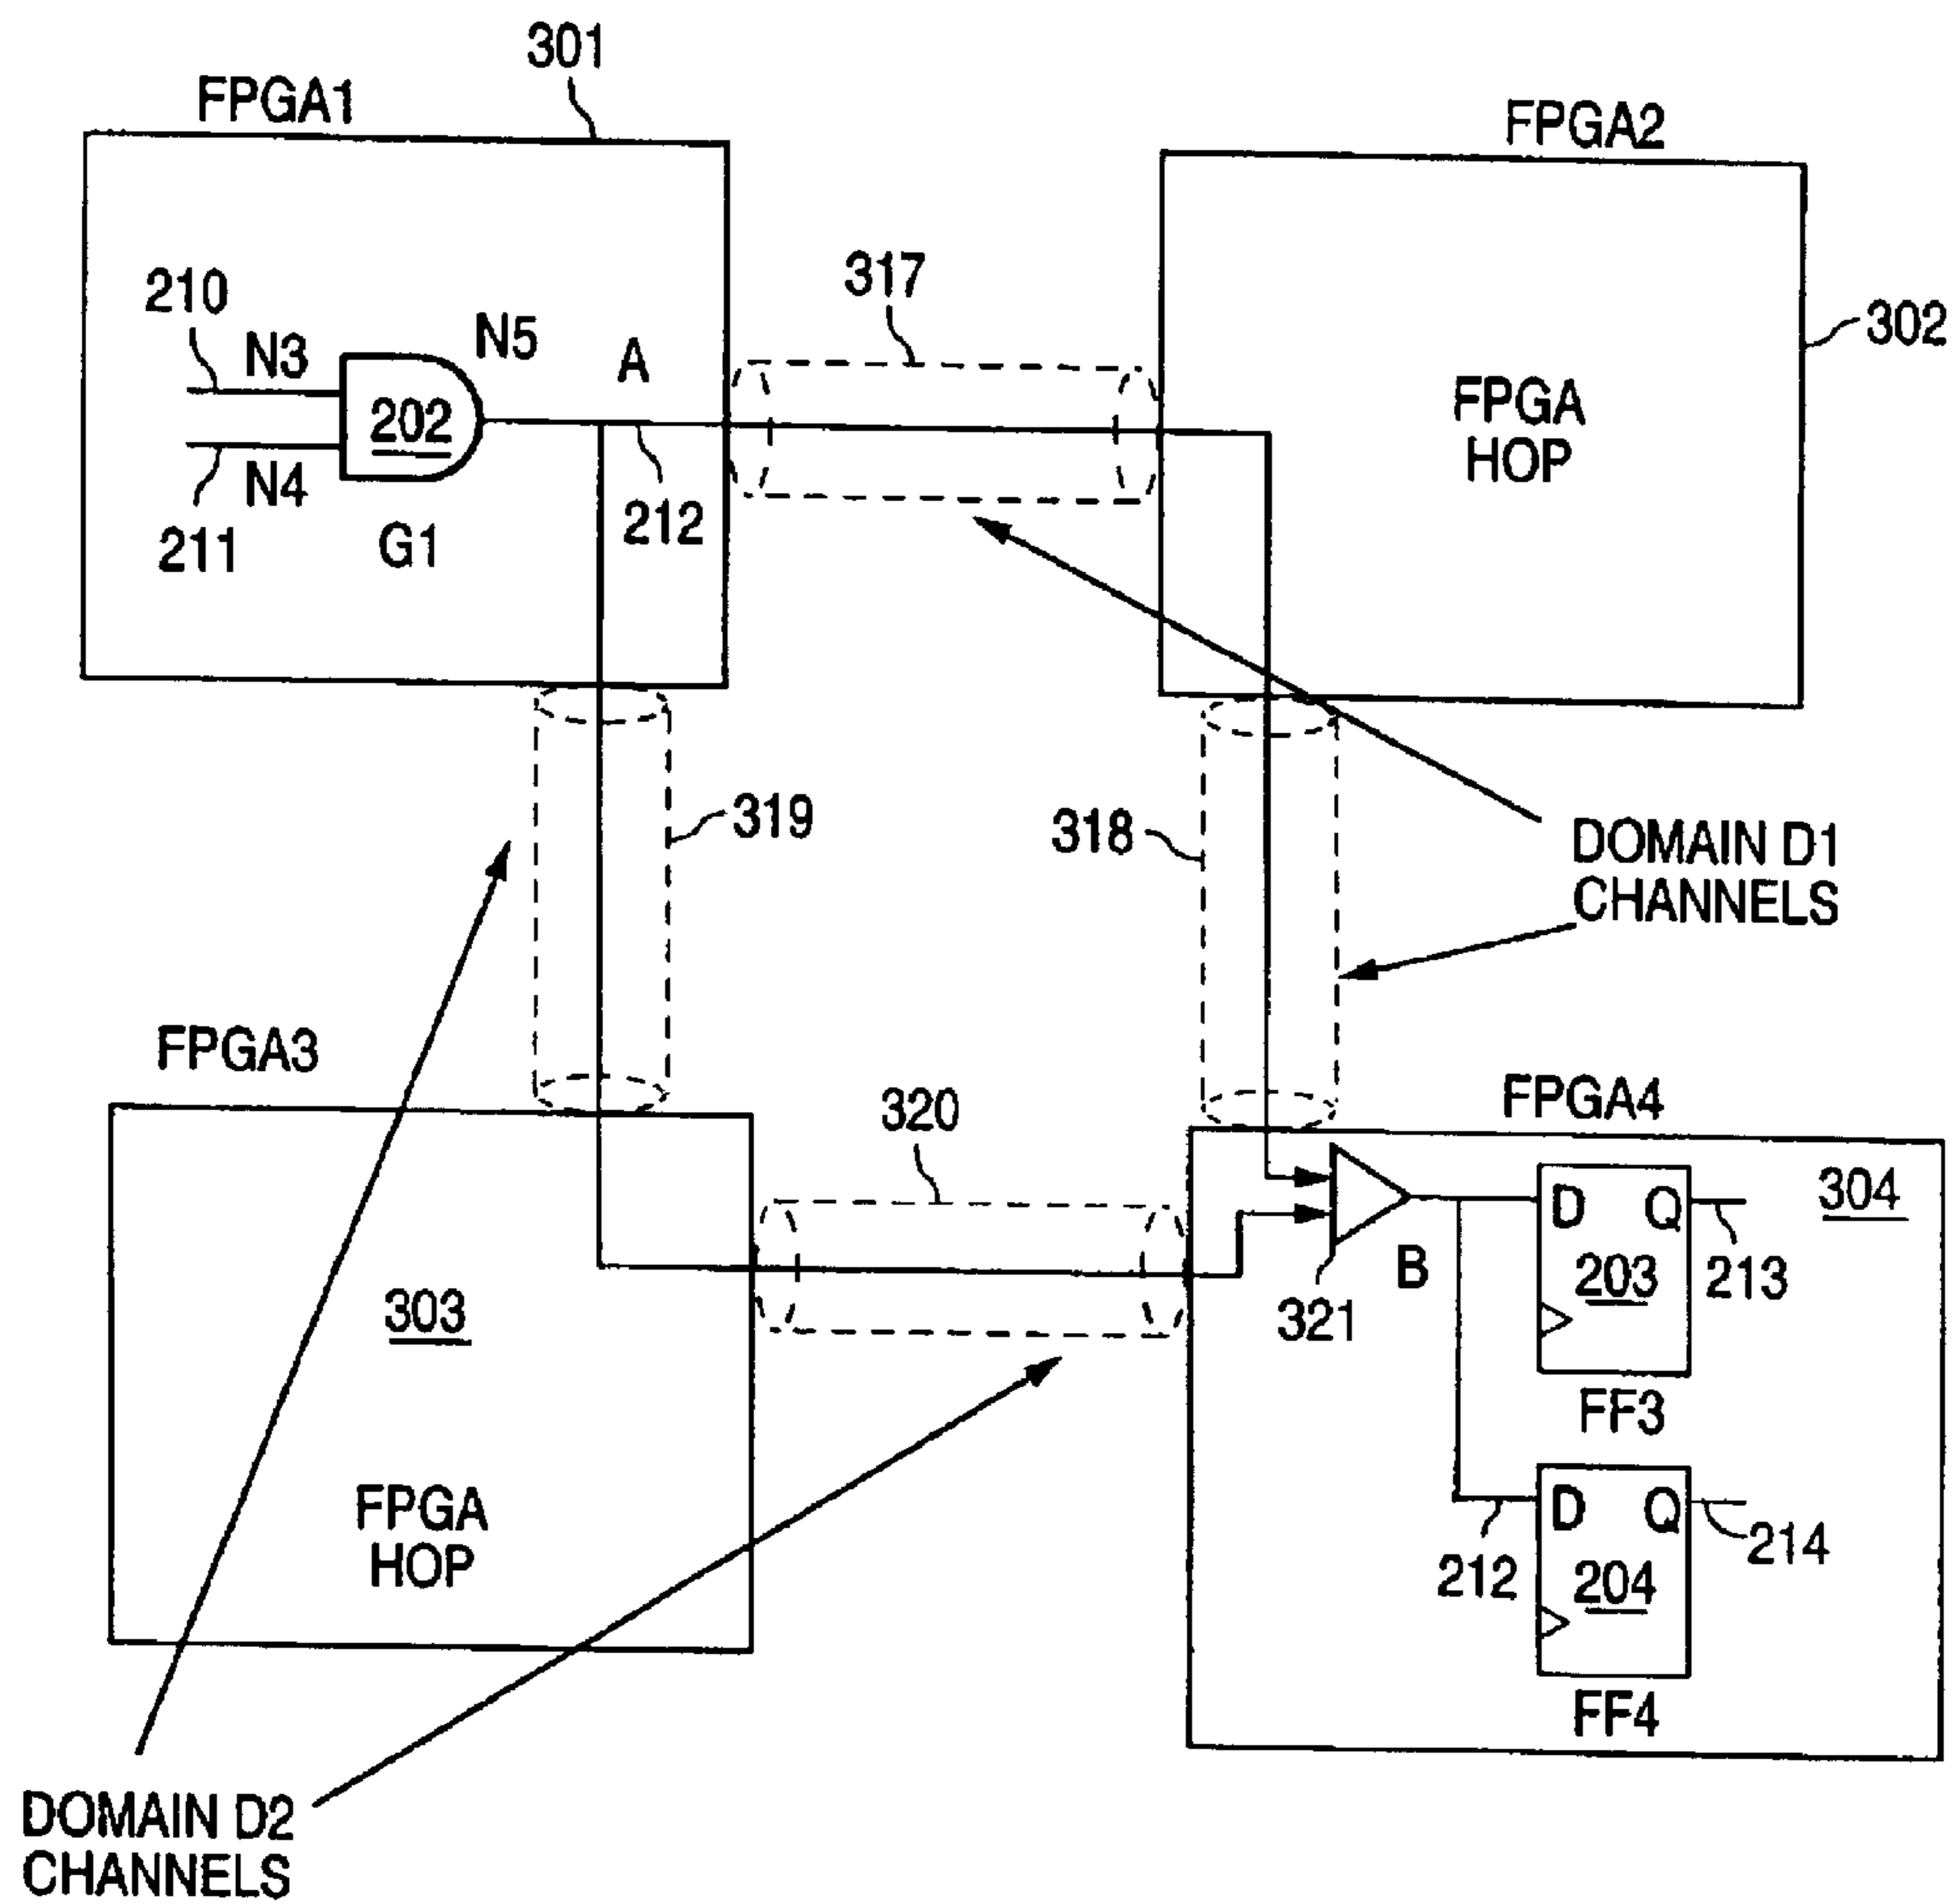 301
FPGA1
FPGA2
210
N3
N5
A
317
302
202
FPGA
HOP
N4
211
G1
212
319
318
DOMAIN D1
CHANNELS
FPGA3
320
FPGA4
304
D Q
203
213
B
321
303
FF3
FPGA
HOP
D Q
212
204
214
FF4
DOMAIN D2
CHANNELS